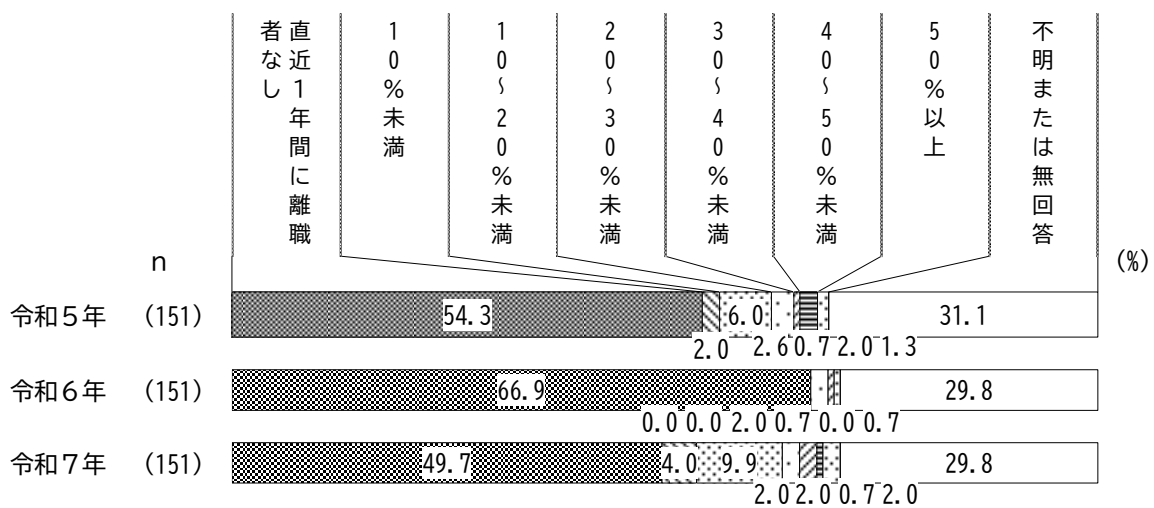 直近1年間に離職者なし
10%未満
10~20%未満
20~30%未満
30~40%未満
40~50%未満
50%以上
不明または無回答
n
(%)
令和5年 (151) 54.3 6.0 31.1
2.0 2.6 0.7 2.0 1.3
令和6年 (151) 66.9 29.8
0.0 0.0 2.0 0.7 0.0 0.7
令和7年 (151) 49.7 4.0 9.9 29.8
2.0 2.0 0.7 2.0